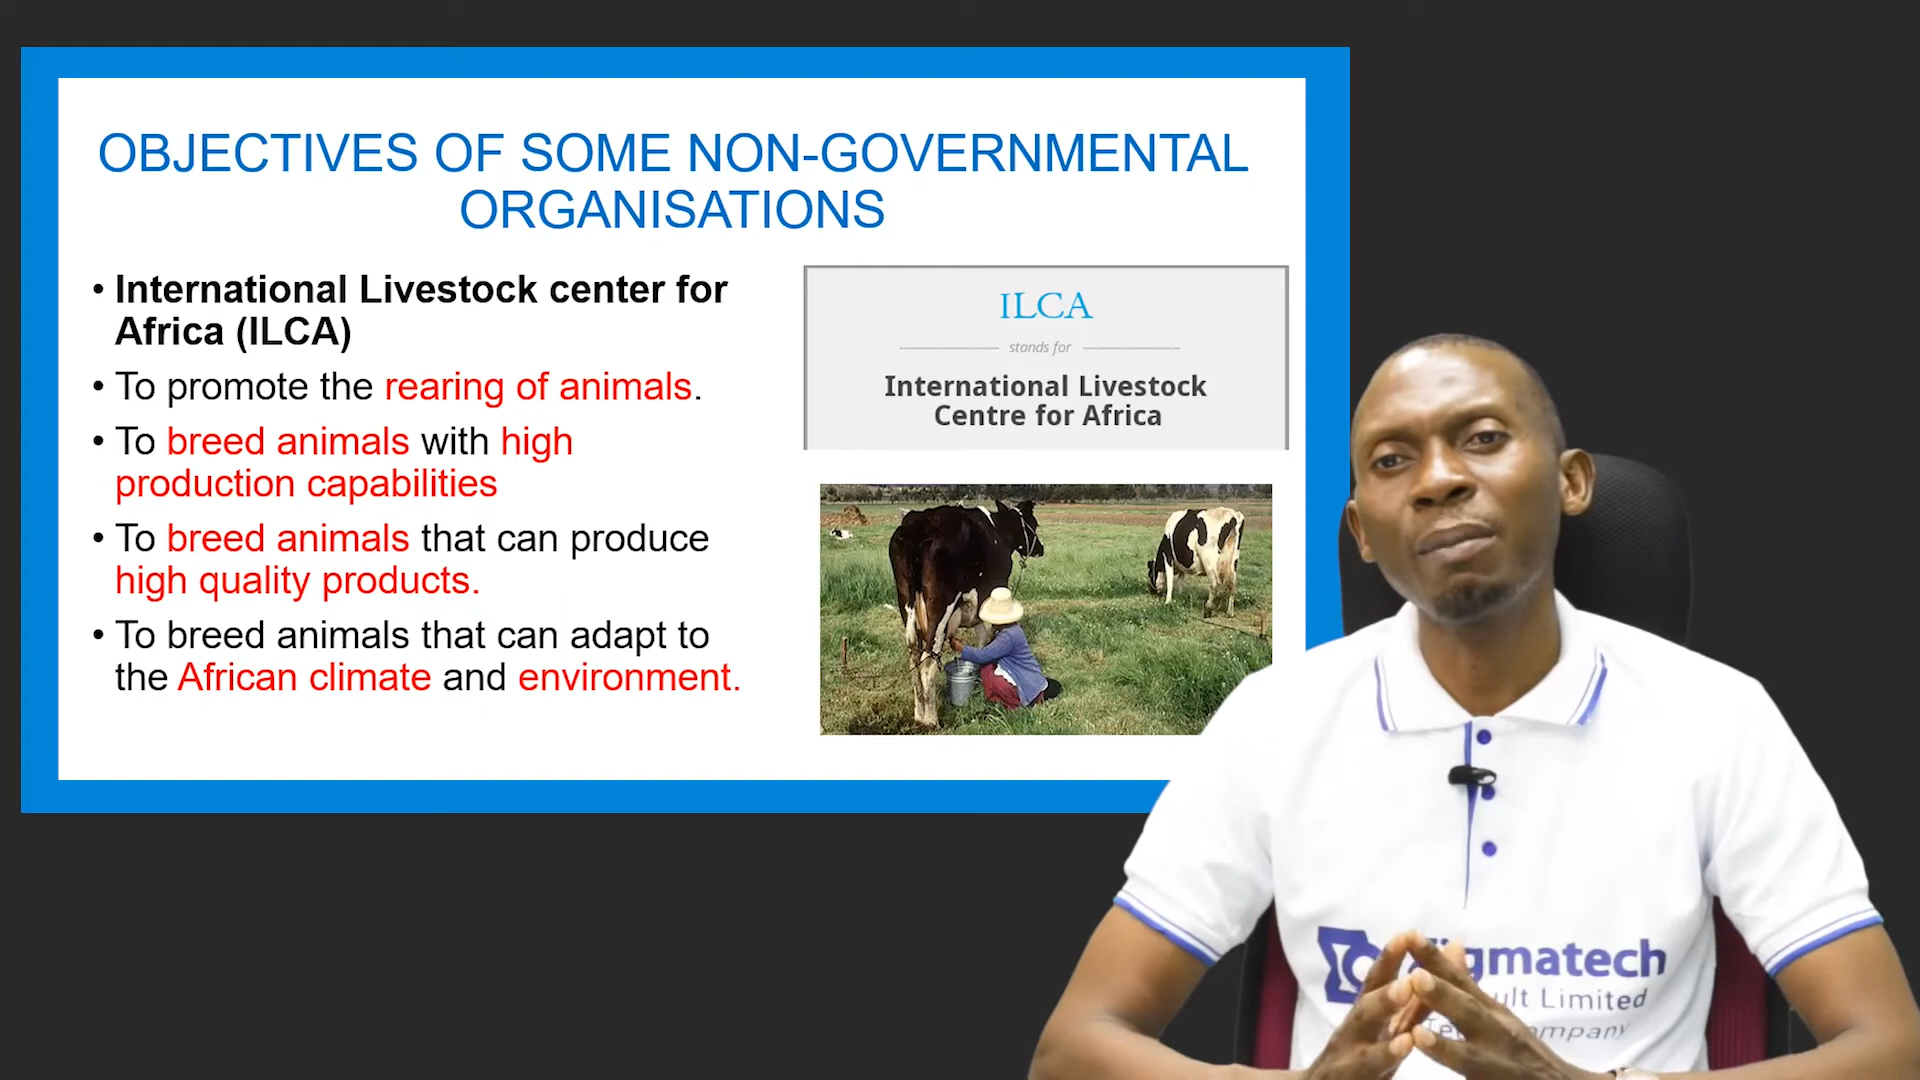 OBJECTIVES OF SOME NON-GOVERNMENTAL
ORGANISATIONS
• International Livestock center for
Africa (ILCA)
• To promote the rearing of animals.
• To breed animals with high
production capabilities
• To breed animals that can produce
high quality products.
• To breed animals that can adapt to
the African climate and environment.
ILCA
stands for
International Livestock
Centre for Africa
Limited